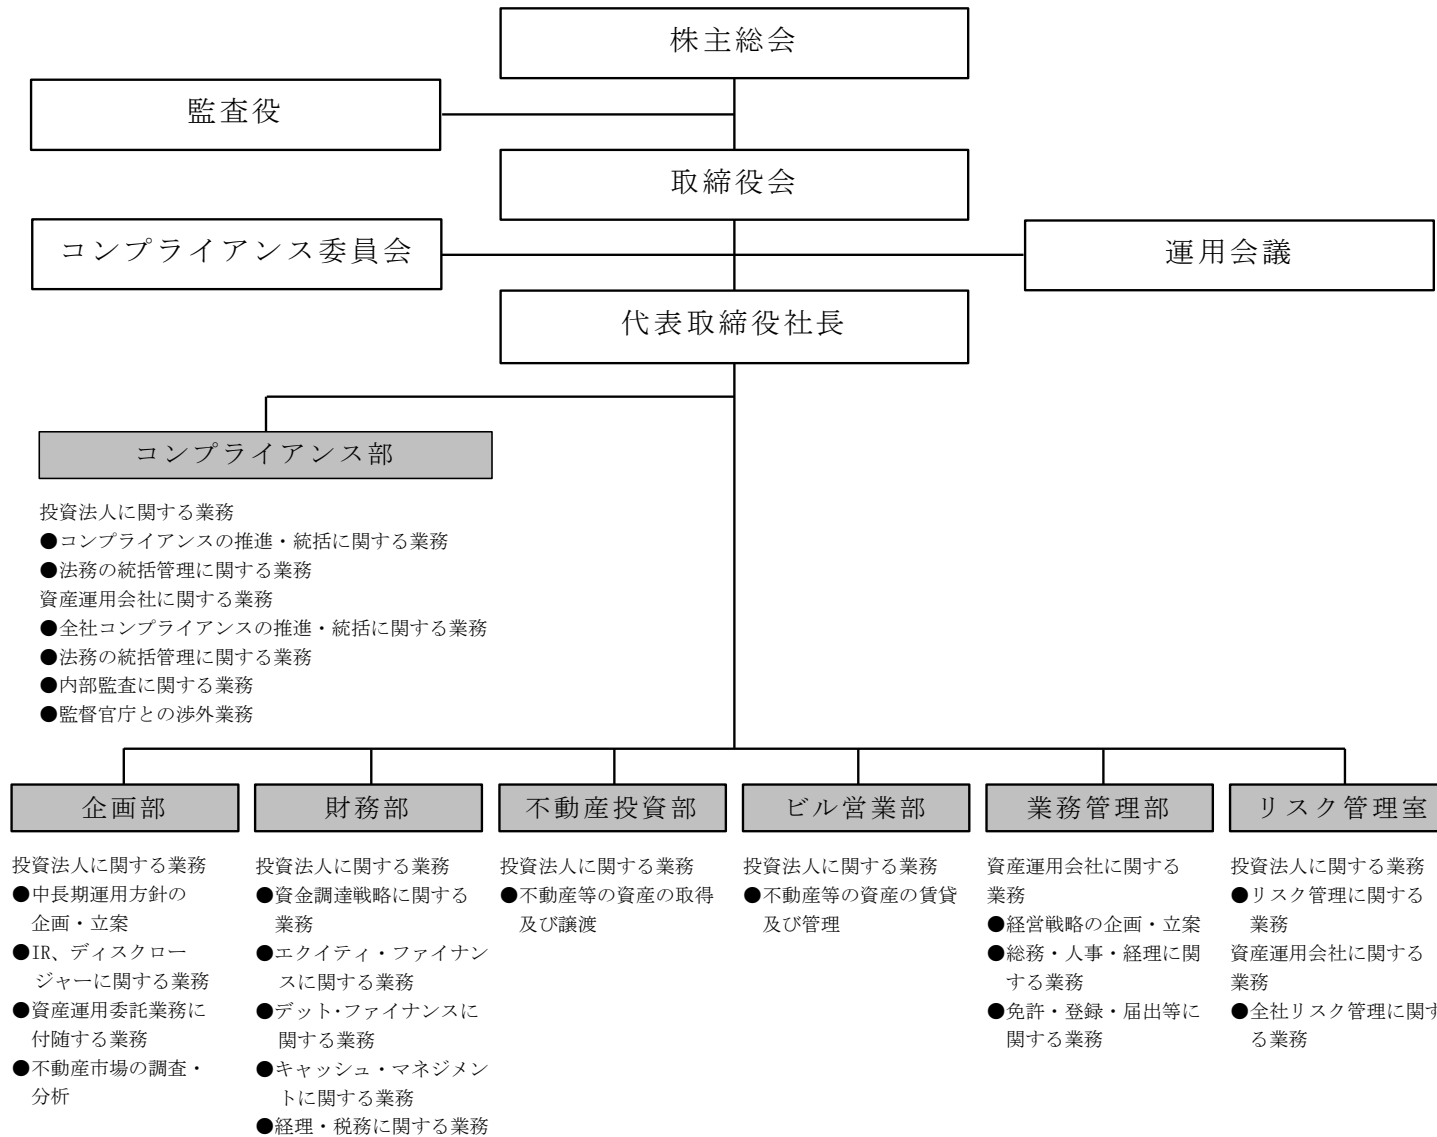 株主総会
監査役
取締役会
コンプライアンス委員会
運用会議
代表取締役社長
コンプライアンス部
投資法人に関する業務
●コンプライアンスの推進・統括に関する業務
●法務の統括管理に関する業務
資産運用会社に関する業務
●全社コンプライアンスの推進・統括に関する業務
●法務の統括管理に関する業務
●内部監査に関する業務
●監督官庁との渉外業務
企画部
投資法人に関する業務
●中長期運用方針の
企画・立案
●IR、ディスクロー
ジャーに関する業務
●資産運用委託業務に
付随する業務
●不動産市場の調査・
分析
財務部
投資法人に関する業務
●資金調達戦略に関する
業務
●エクイティ・ファイナン
スに関する業務
●デット・ファイナンスに
関する業務
●キャッシュ・マネジメン
トに関する業務
●経理・税務に関する業務
不動産投資部
投資法人に関する業務
●不動産等の資産の取得
及び譲渡
ビル営業部
投資法人に関する業務
●不動産等の資産の賃貸
及び管理
業務管理部
資産運用会社に関する
業務
●経営戦略の企画・立案
●総務・人事・経理に関
する業務
●免許・登録・届出等に
関する業務
リスク管理室
投資法人に関する業務
●リスク管理に関する
業務
資産運用会社に関する
業務
●全社リスク管理に関す
る業務